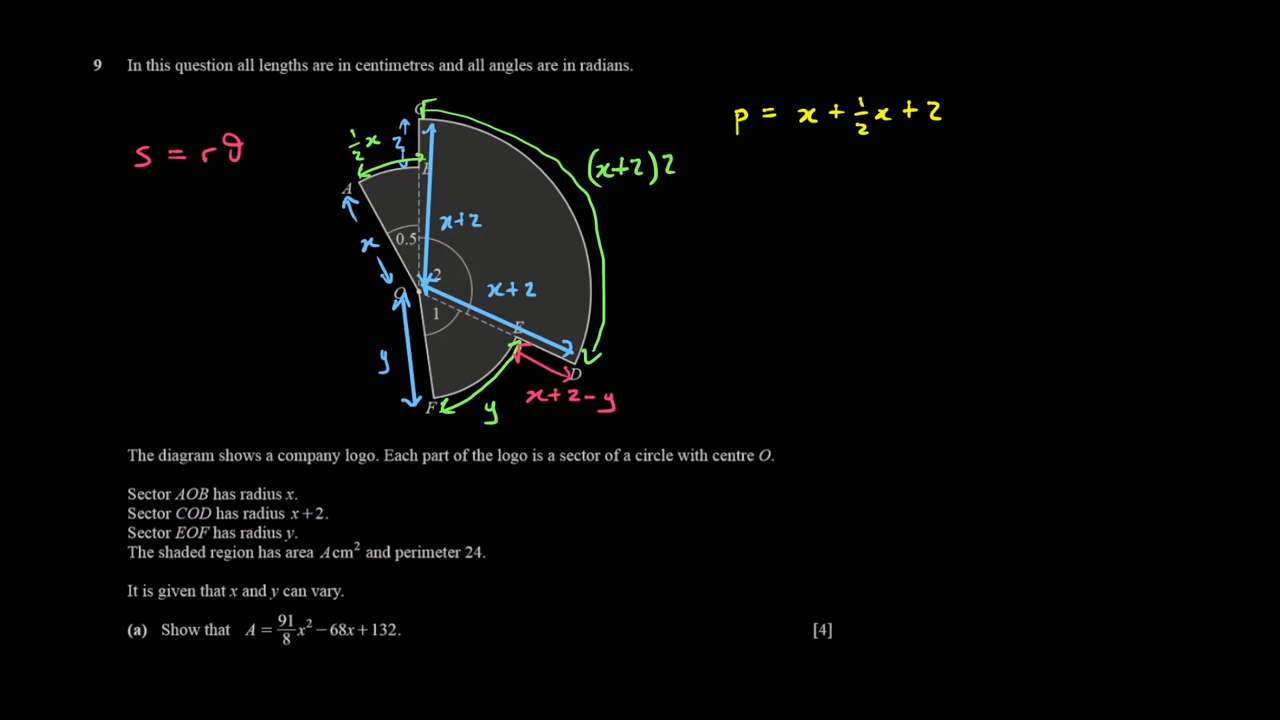 9 In this question all lengths are in centimetres and all angles are in radians.
p = x + 1/2 x + 2
s = rθ
1/2 x
2
(x+2) 2
A
B
x
0.5
x+2
2
O
x+2
1
E
y
D
F
y
x+2-y
The diagram shows a company logo. Each part of the logo is a sector of a circle with centre O.
Sector AOB has radius x.
Sector COD has radius x+2.
Sector EOF has radius y.
The shaded region has area A cm² and perimeter 24.
It is given that x and y can vary.
(a) Show that A = 91/8 x² − 68x + 132. [4]